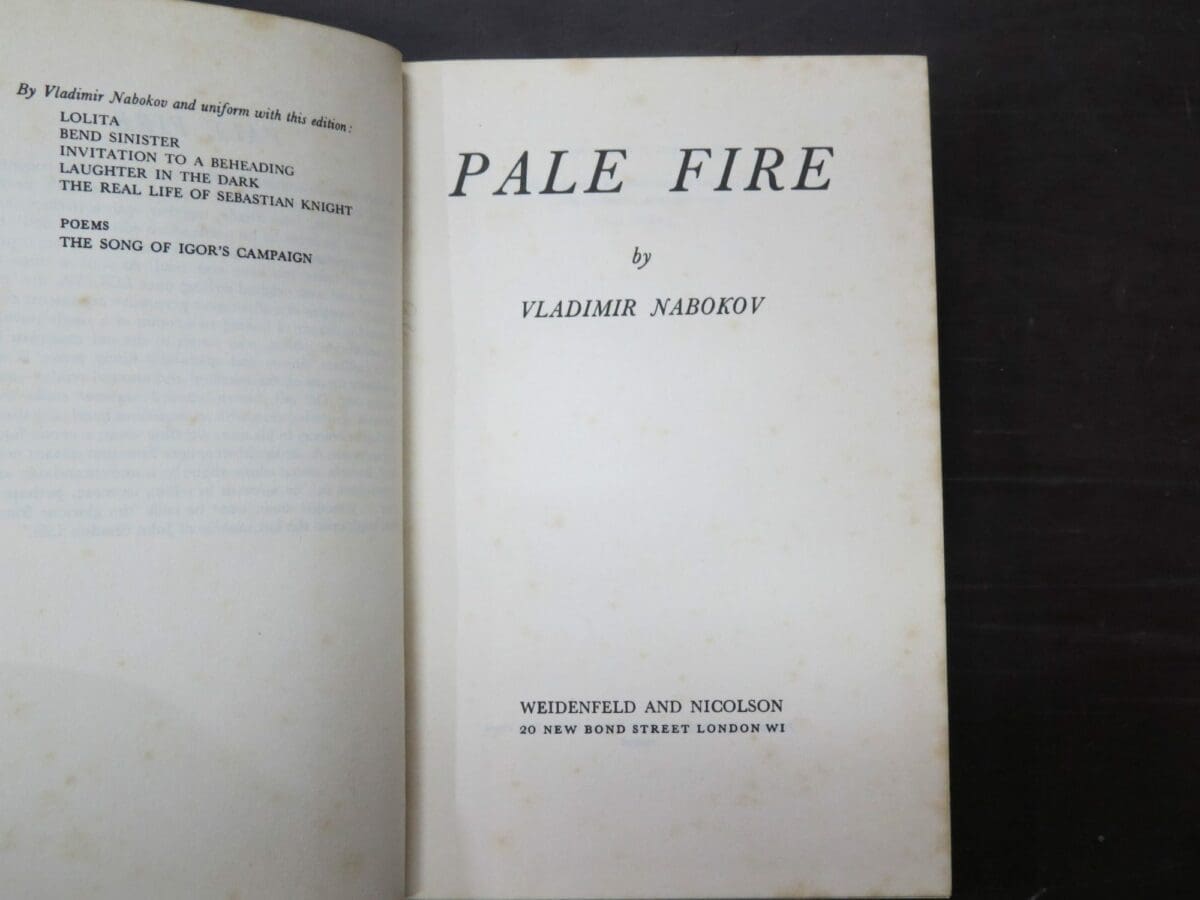 By Vladimir Nabokov and uniform with this edition:
LOLITA
BEND SINISTER
INVITATION TO A BEHEADING
LAUGHTER IN THE DARK
THE REAL LIFE OF SEBASTIAN KNIGHT
POEMS
THE SONG OF IGOR'S CAMPAIGN
PALE FIRE
by
VLADIMIR NABOKOV
WEIDENFELD AND NICOLSON
20 NEW BOND STREET LONDON W1